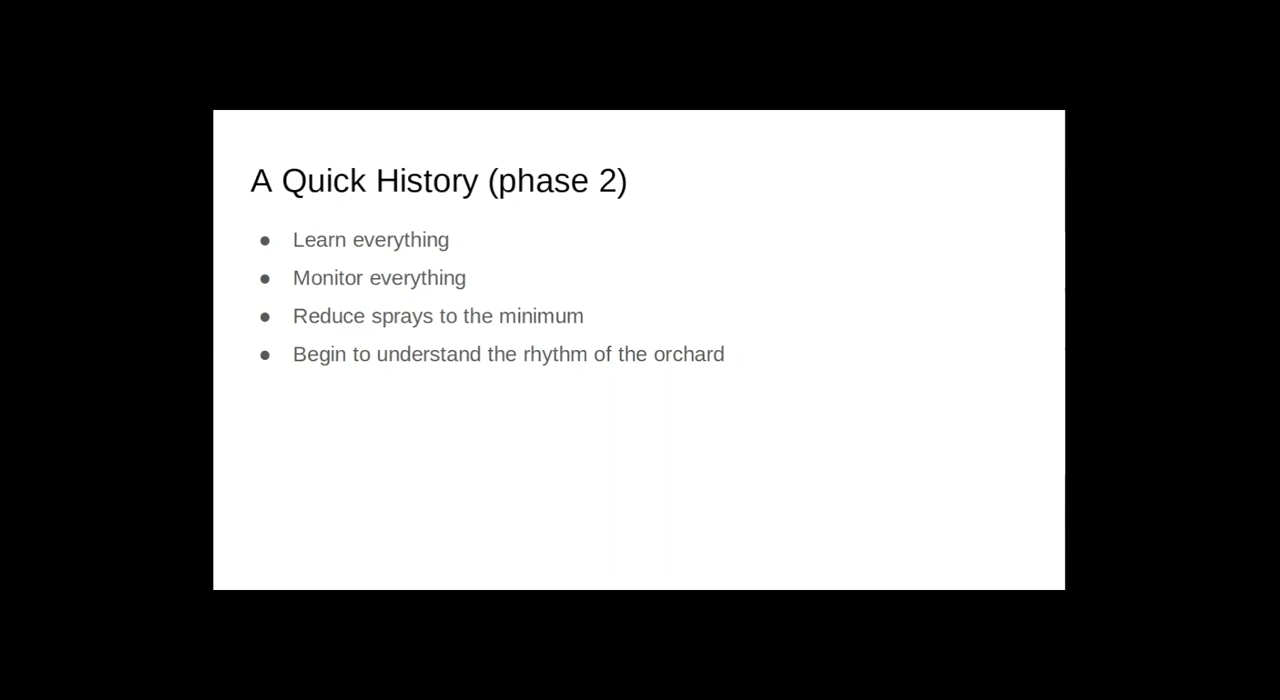 A Quick History (phase 2)
● Learn everything
● Monitor everything
● Reduce sprays to the minimum
● Begin to understand the rhythm of the orchard